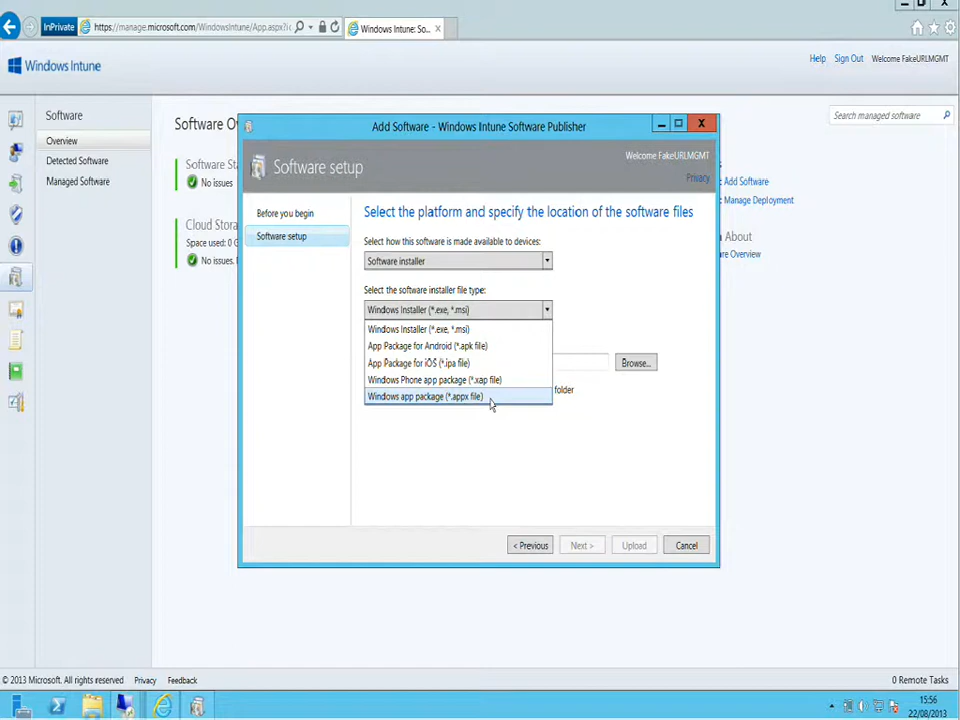 InPrivate
https://manage.microsoft.com/WindowsIntune/App.aspx?i
Windows Intune: So...
Windows Intune
Help
Sign Out
Welcome FakeURLMGMT
Software
Overview
Detected Software
Managed Software
Search managed software
Software O
Software Sta
No issues
Cloud Storag
Space used: 0 G
No issues.
: Add Software
: Manage Deployment
n About
re Overview
Add Software - Windows Intune Software Publisher
Software setup
Welcome FakeURLMGMT
Privacy
Before you begin
Software setup
Select the platform and specify the location of the software files
Select how this software is made available to devices:
Software installer
Select the software installer file type:
Windows Installer (*.exe, *.msi)
Windows Installer (*.exe, *.msi)
App Package for Android (*.apk file)
App Package for iOS (*.ipa file)
Windows Phone app package (*.xap file)
Windows app package (*.appx file)
Browse...
folder
< Previous
Next >
Upload
Cancel
© 2013 Microsoft. All rights reserved.
Privacy
Feedback
0 Remote Tasks
15:56
22/08/2013